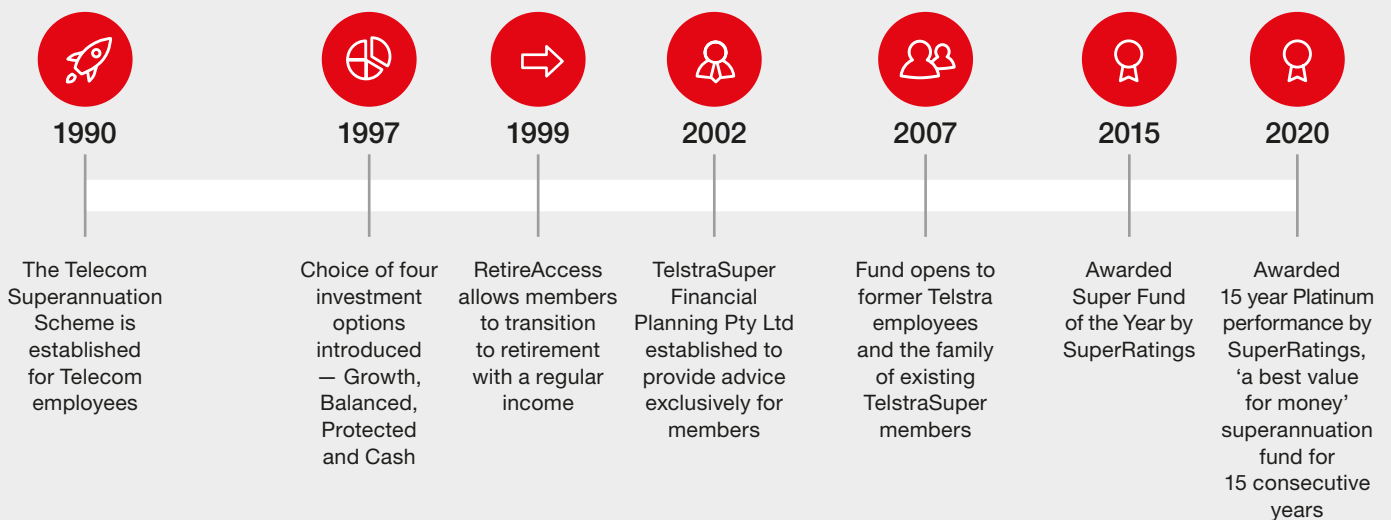 1990
The Telecom
Superannuation
Scheme is
established
for Telecom
employees
1997
Choice of four
investment
options
introduced
— Growth,
Balanced,
Protected
and Cash
1999
RetireAccess
allows members
to transition
to retirement
with a regular
income
2002
TelstraSuper
Financial
Planning Pty Ltd
established to
provide advice
exclusively for
members
2007
Fund opens to
former Telstra
employees
and the family
of existing
TelstraSuper
members
2015
Awarded
Super Fund
of the Year by
SuperRatings
2020
Awarded
15 year Platinum
performance by
SuperRatings,
‘a best value
for money’
superannuation
fund for
15 consecutive
years